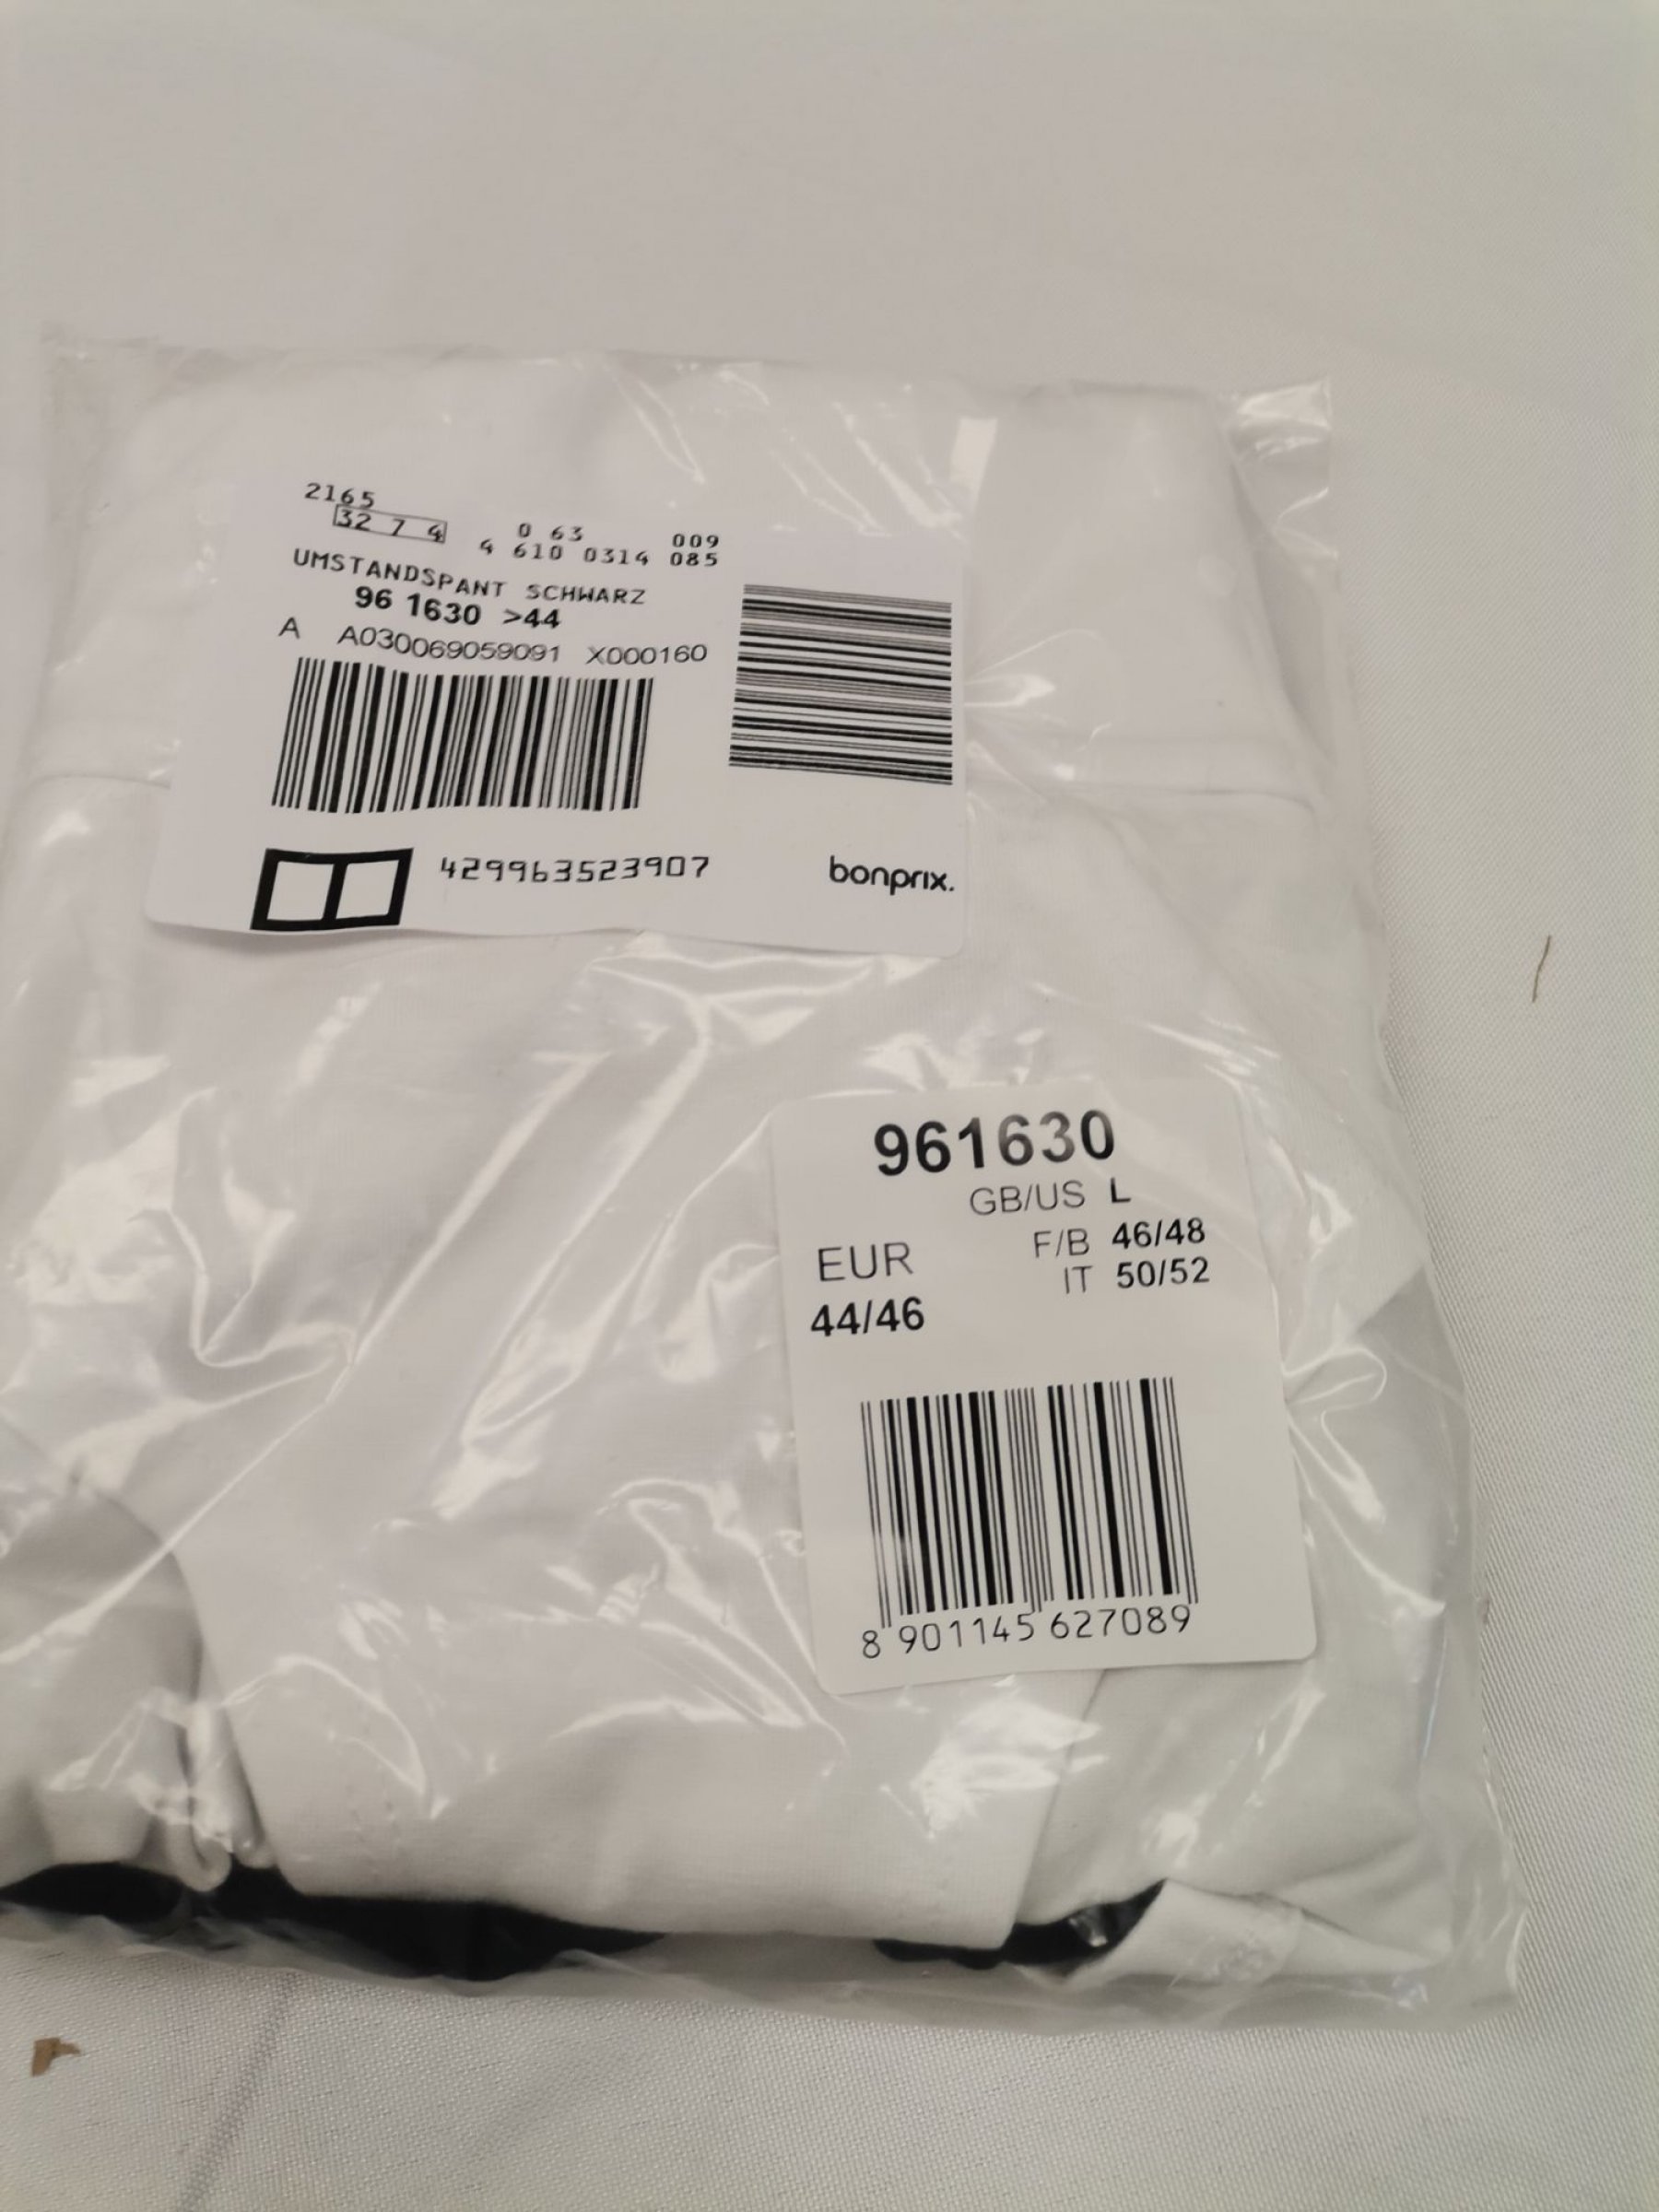 2165
32 7 4
0 63 009
4 610 0314 085
UMSTANDSPANT SCHWARZ
96 1630 >44
A A030069059091 X000160
429963523907
bonprix.
961630
GB/US L
F/B 46/48
EUR
IT 50/52
44/46
8 901145 627089